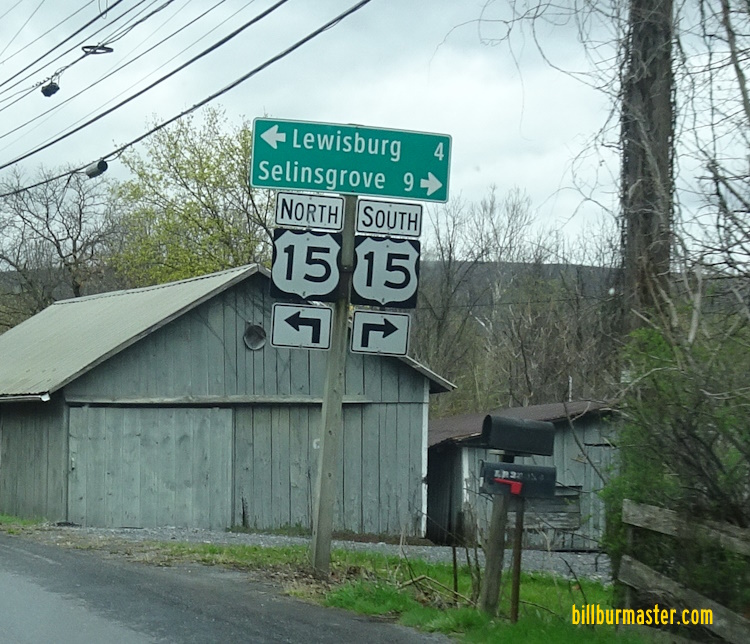 Lewisburg 4
Selinsgrove 9
NORTH SOUTH
15 15
billburmaster.com